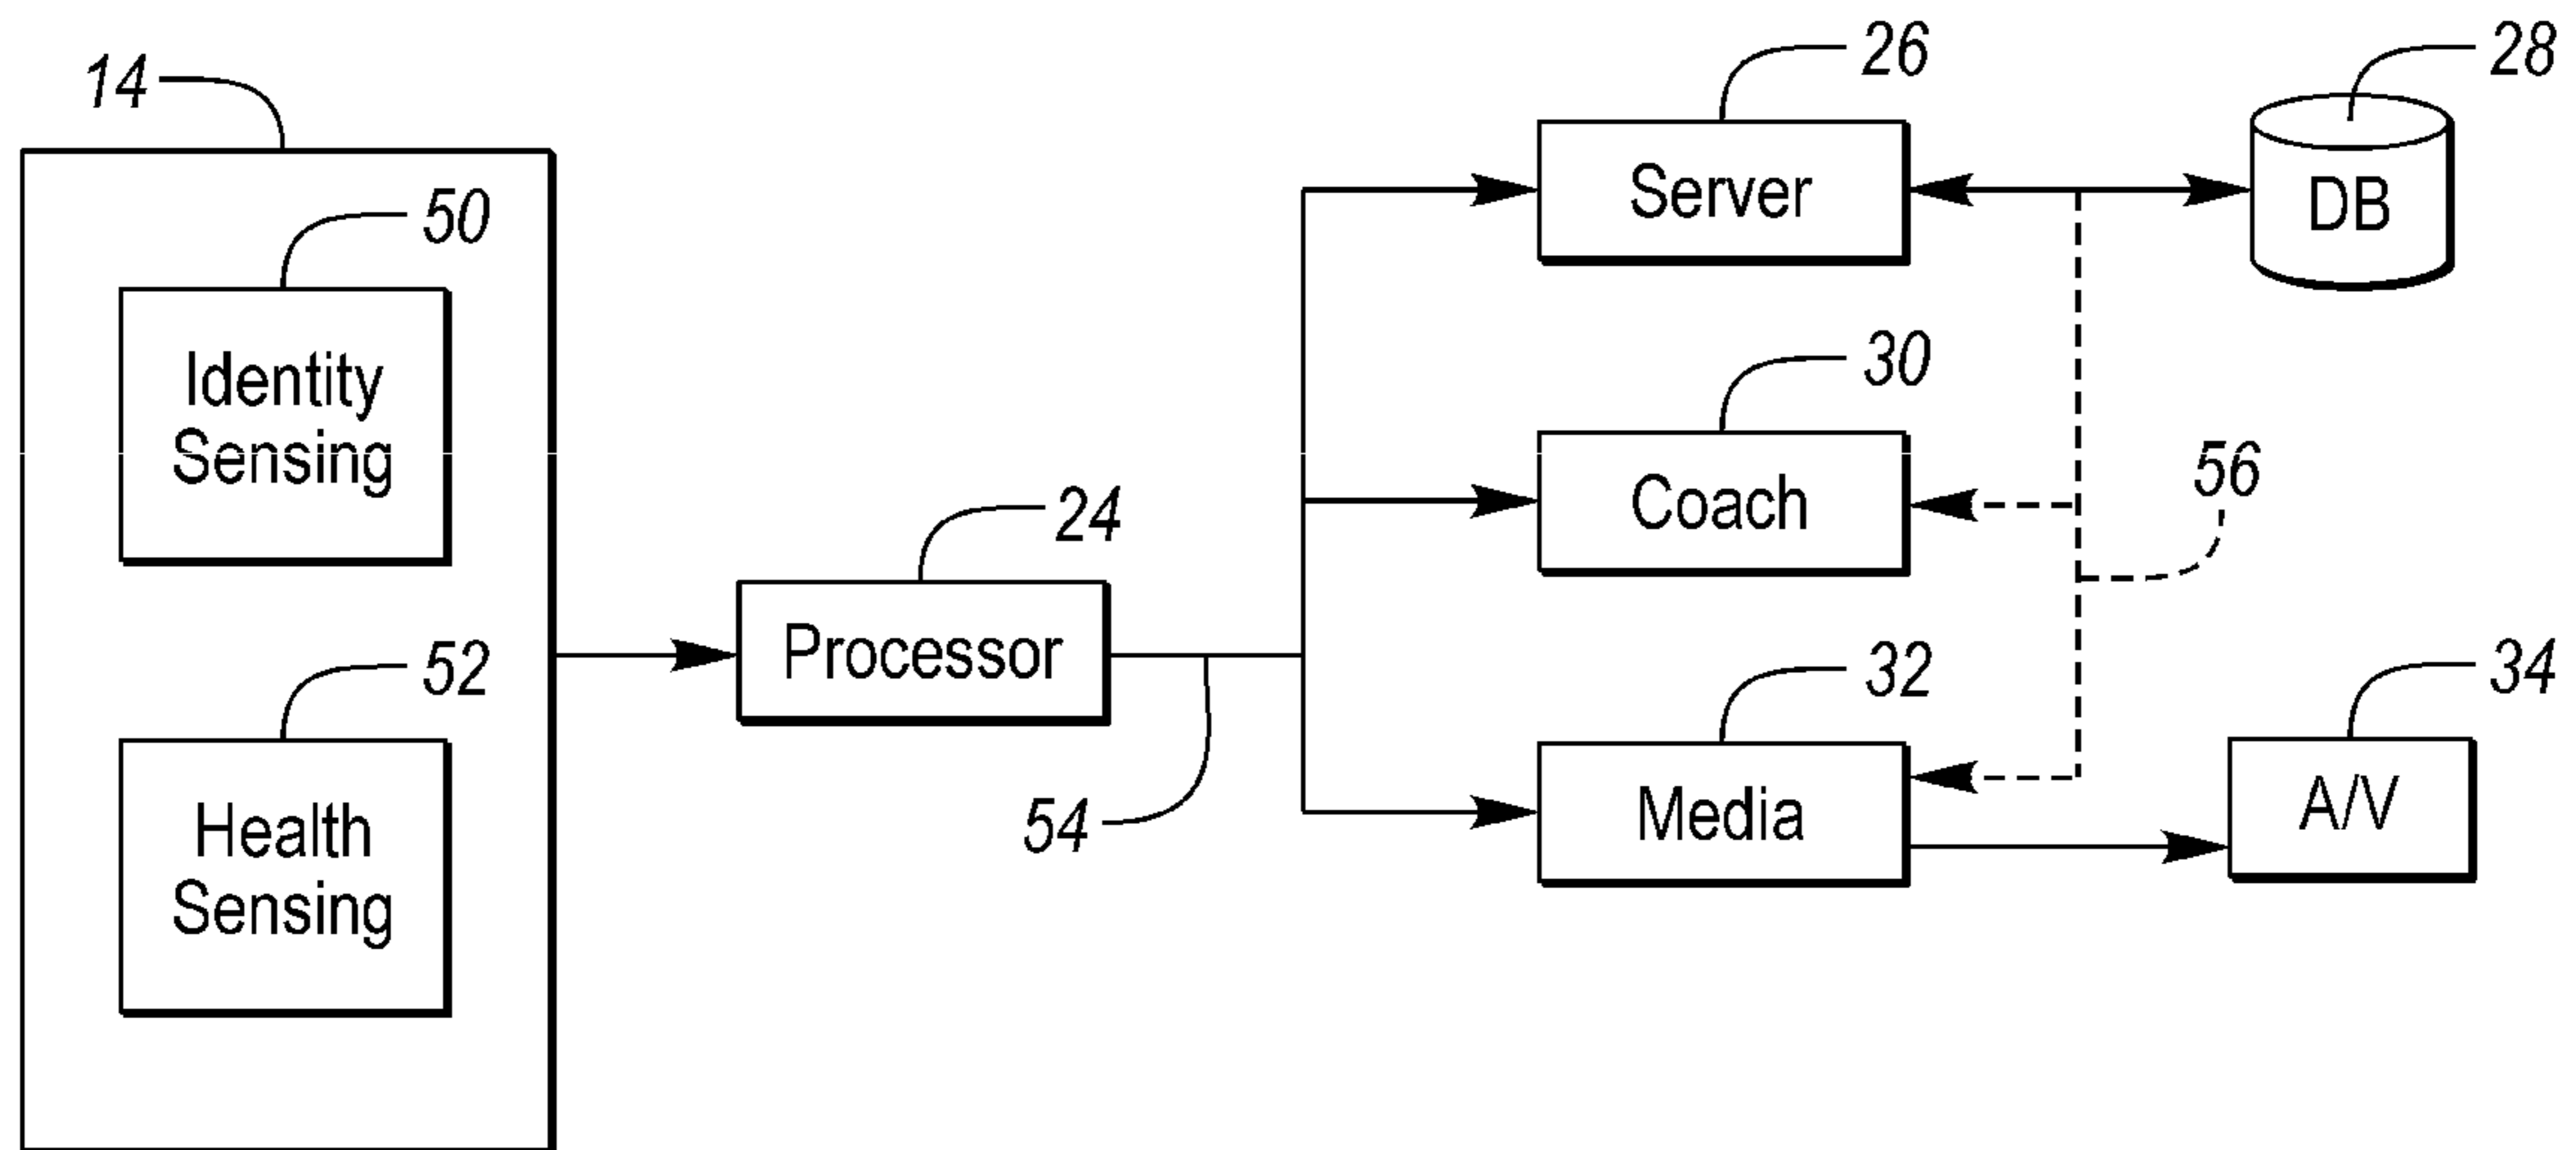 14
50
Identity
Sensing
52
Health
Sensing
24
Processor
54
26
Server
28
DB
30
Coach
56
32
Media
34
A/V